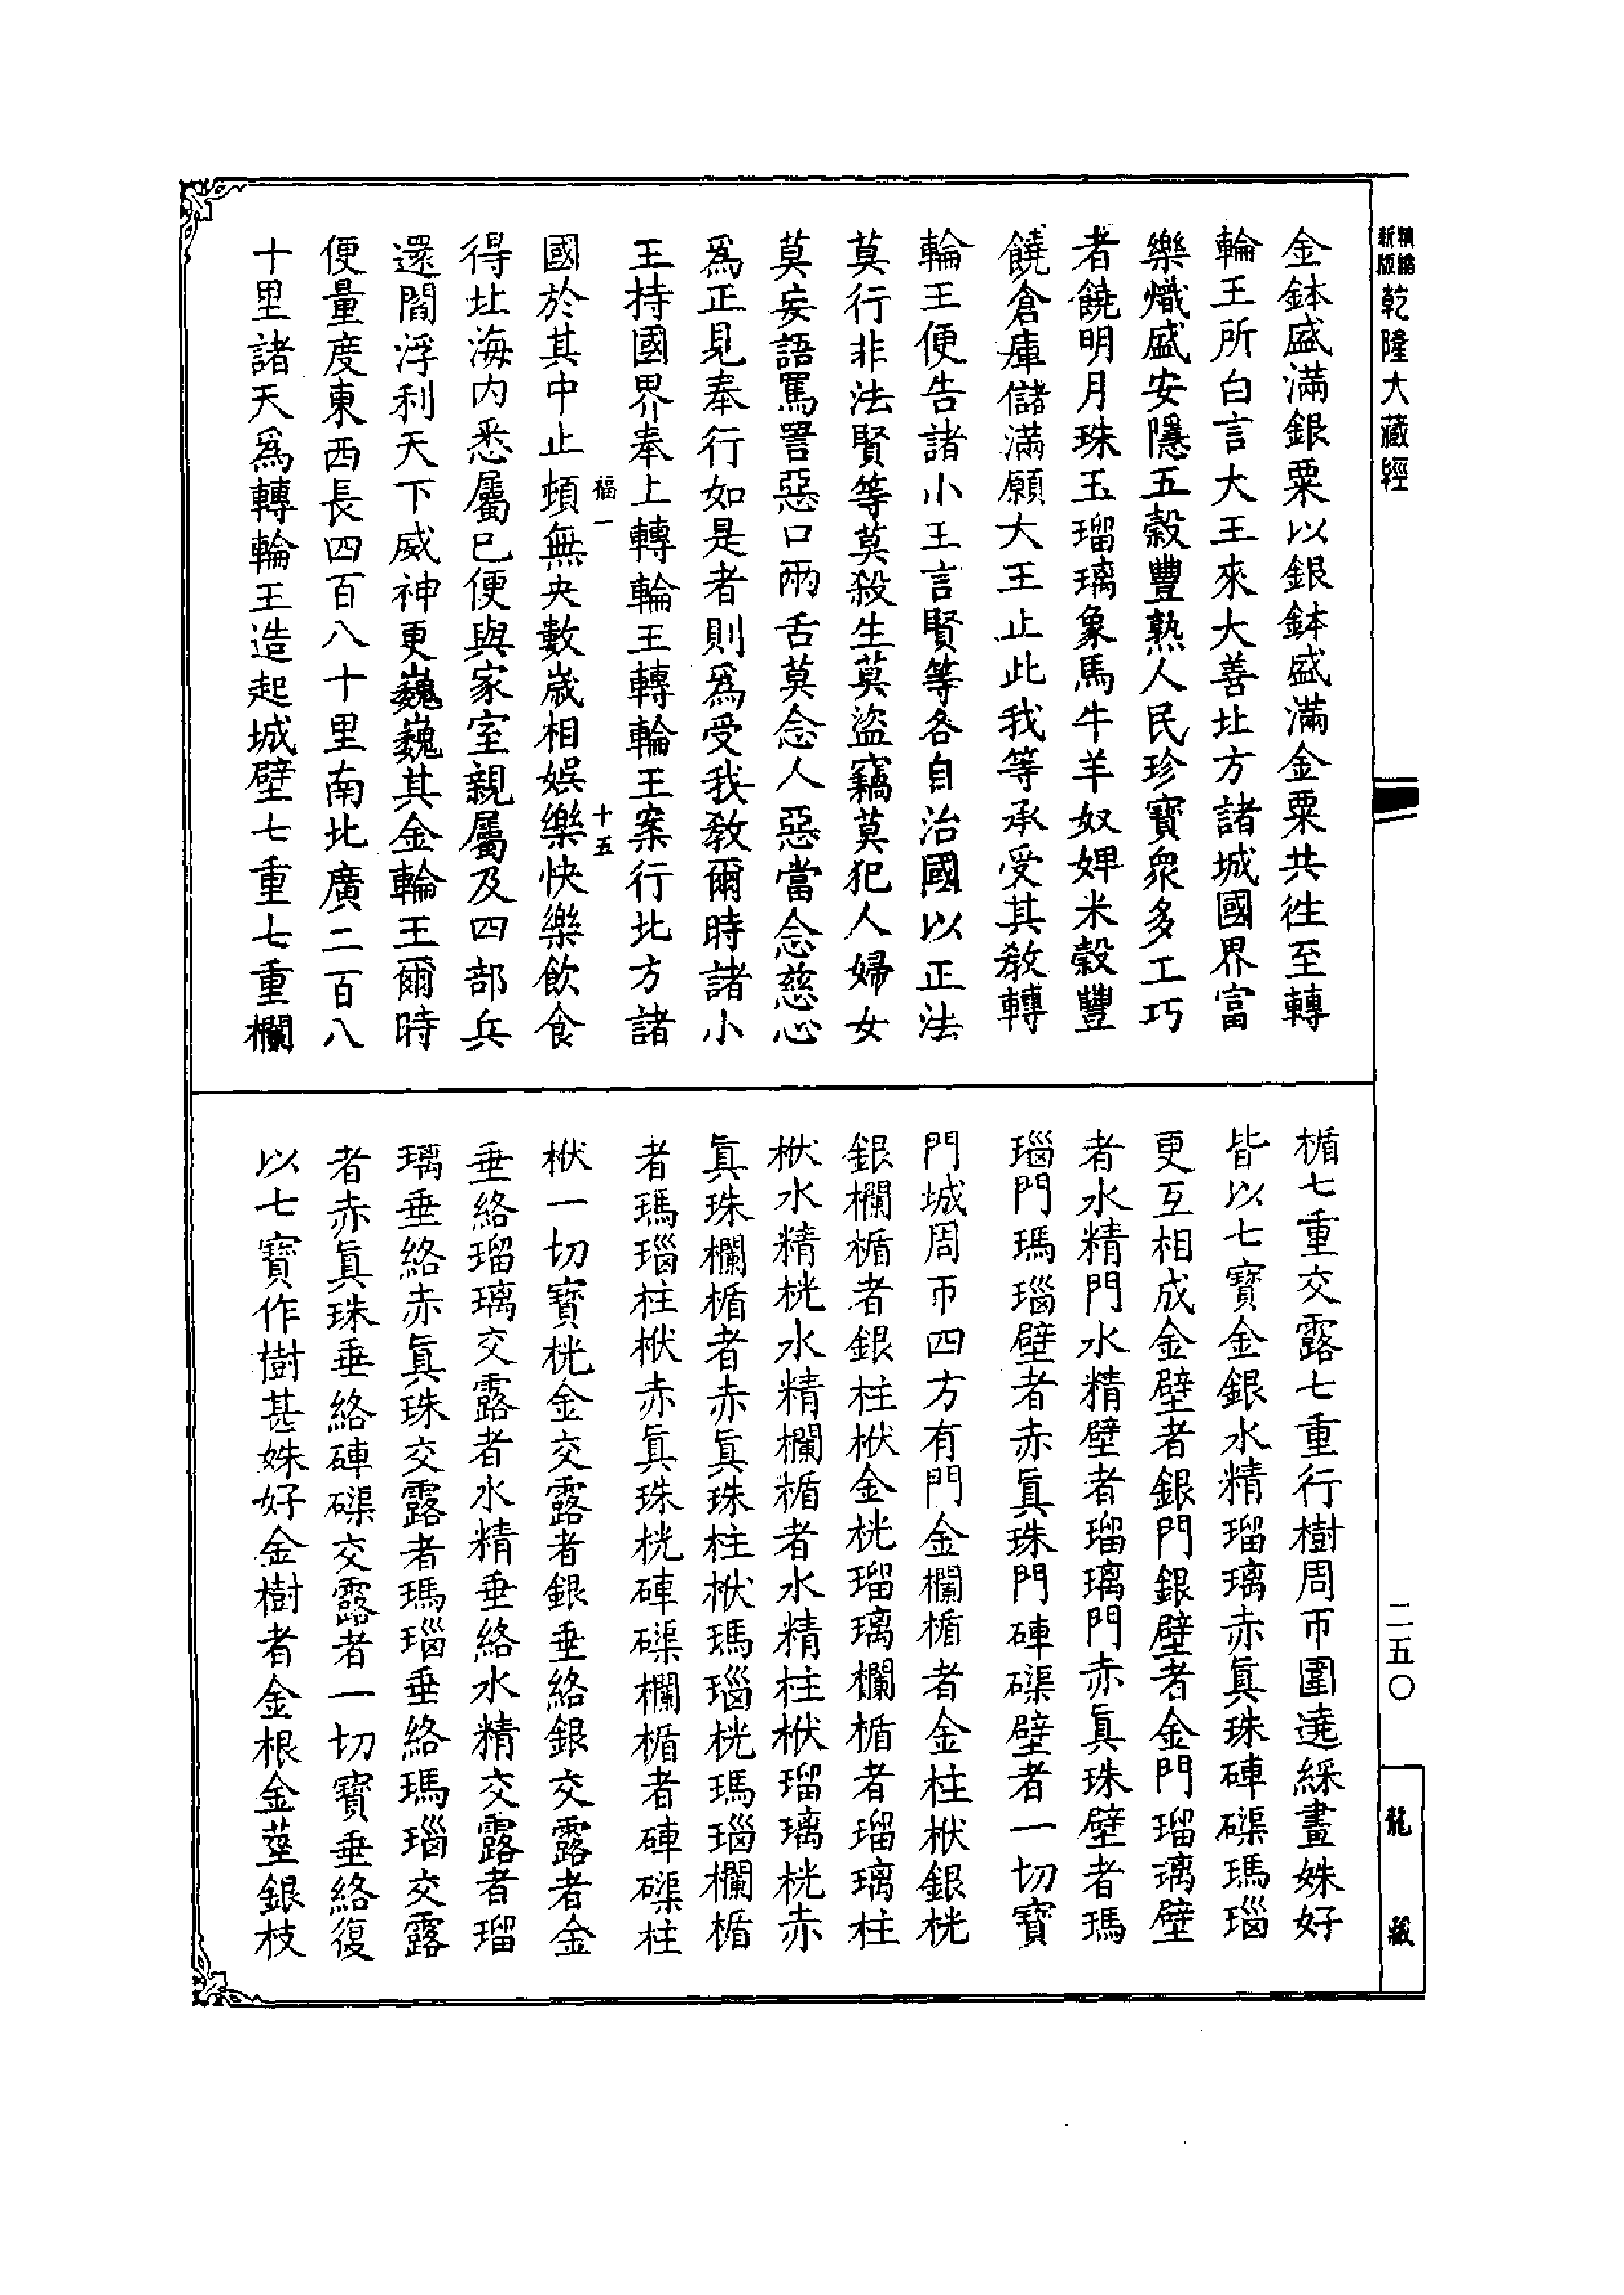 新版精縮乾隆大藏經
金鉢盛滿銀粟以銀鉢盛滿金粟共徃至轉
輪王所白言大王來大善北方諸城國界富
樂熾盛安隱五穀豐熟人民珍寶衆多工巧
者饒明月珠玉瑠璃象馬牛羊奴婢米穀豐
饒倉庫儲滿願大王止此我等承受其敎轉
輪王便告諸小王言賢等各自治國以正法
莫行非法賢等莫殺生莫盜竊莫犯人婦女
莫妄語罵詈惡口兩舌莫念人惡當念慈心
爲正見奉行如是者則爲受我敎爾時諸小
王持國界奉上轉輪王轉輪王案行北方諸
福一 十五
國於其中止頓無央數嵗相娛樂快樂飲食
得北海内悉屬已便與家室親屬及四部兵
還閻浮利天下威神更巍巍其金輪王爾時
便量度東西長四百八十里南北廣二百八
十里諸天爲轉輪王造起城壁七重七重欄
楯七重交露七重行樹周帀圍遶綵畫姝好
皆以七寶金銀水精瑠璃赤眞珠硨磲瑪瑙
更互相成金壁者銀門銀壁者金門瑠璃壁
者水精門水精壁者瑠璃門赤眞珠壁者瑪
瑙門瑪瑙壁者赤眞珠門硨磲壁者一切寶
門城周帀四方有門金欄楯者金柱栿銀桄
銀欄楯者銀柱栿金桄瑠璃欄楯者瑠璃柱
栿水精桄水精欄楯者水精柱栿瑠璃桄赤
眞珠欄楯者赤眞珠柱栿瑪瑙桄瑪瑙欄楯
者瑪瑙柱栿赤眞珠桄硨磲欄楯者硨磲柱
栿一切寶桄金交露者銀垂絡銀交露者金
垂絡瑠璃交露者水精垂絡水精交露者瑠
璃垂絡赤眞珠交露者瑪瑙垂絡瑪瑙交露
者赤眞珠垂絡硨磲交露者一切寶垂絡復
以七寶作樹甚姝好金樹者金根金莖銀枝
二五〇
龍藏